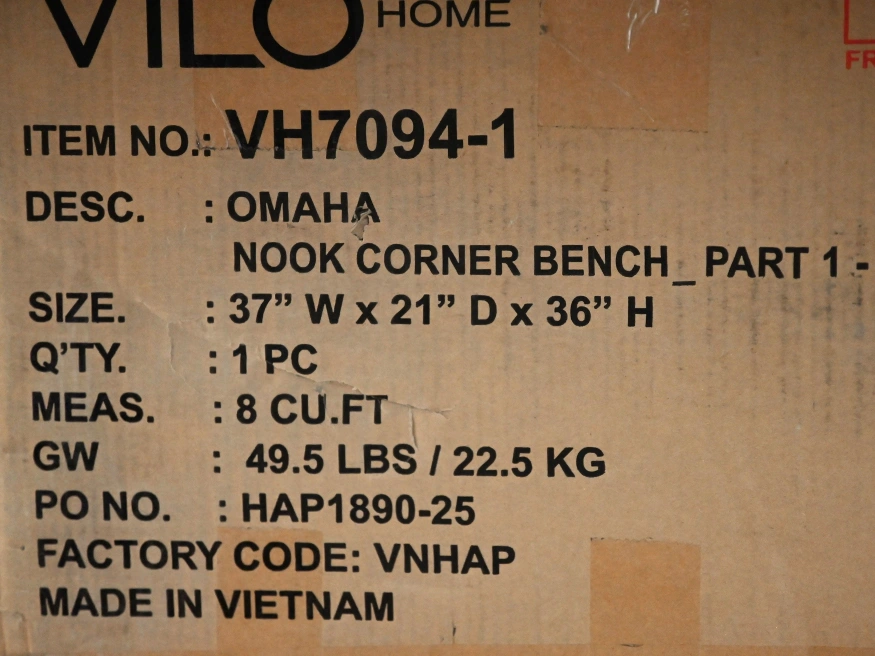 VILO HOME
ITEM NO.: VH7094-1
DESC. : OMAHA
NOOK CORNER BENCH_PART 1 -
SIZE. : 37” W x 21” D x 36” H
Q’TY. : 1 PC
MEAS. : 8 CU.FT
GW : 49.5 LBS / 22.5 KG
PO NO. : HAP1890-25
FACTORY CODE: VNHAP
MADE IN VIETNAM